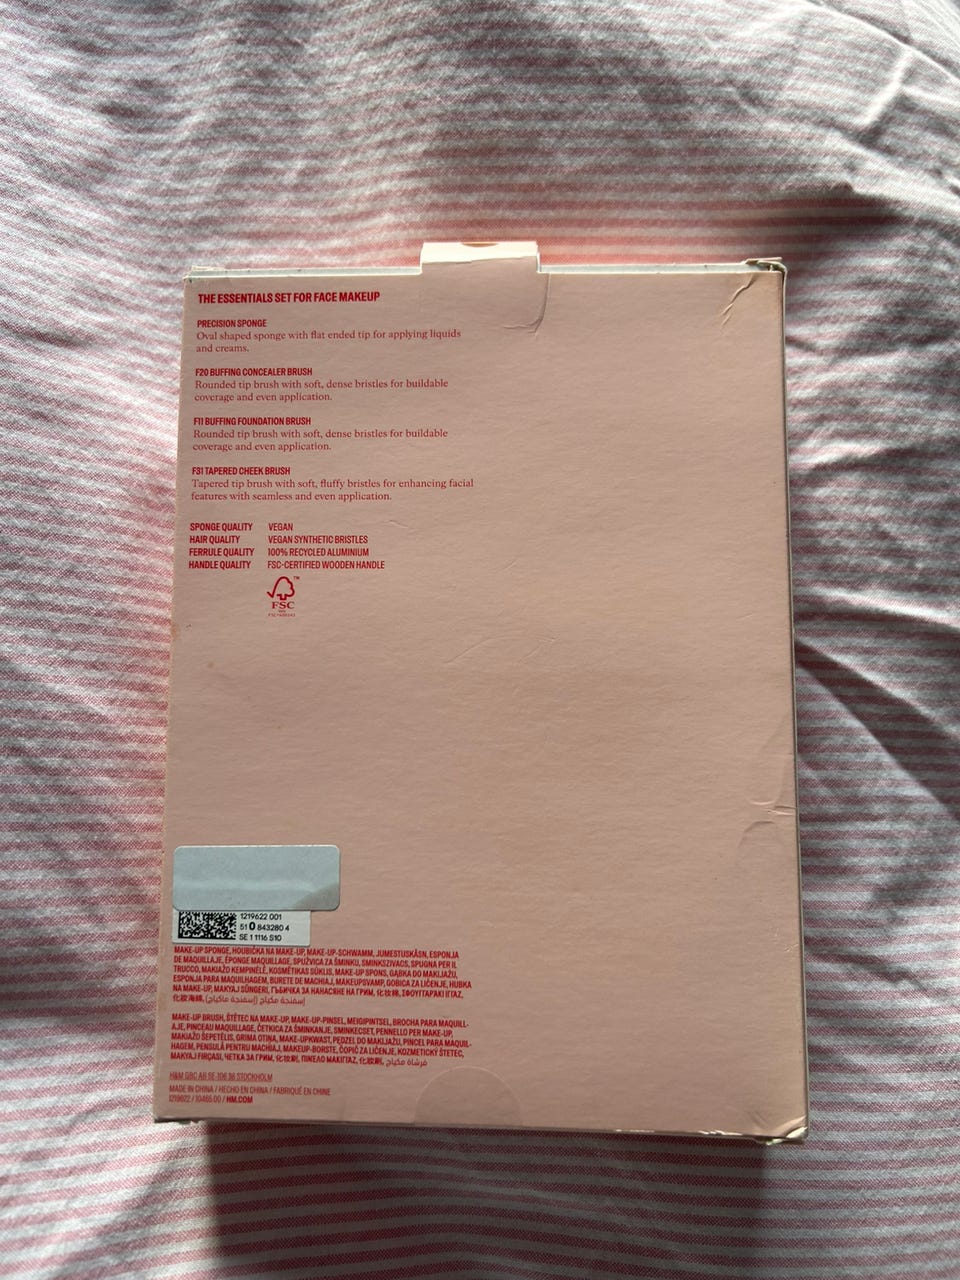 THE ESSENTIALS SET FOR FACE MAKEUP
PRECISION SPONGE
Oval shaped sponge with flat ended tip for applying liquids
and creams.
F20 BUFFING CONCEALER BRUSH
Rounded tip brush with soft, dense bristles for buildable
coverage and even application.
F11 BUFFING FOUNDATION BRUSH
Rounded tip brush with soft, dense bristles for buildable
coverage and even application.
F31 TAPERED CHEEK BRUSH
Tapered tip brush with soft, fluffy bristles for enhancing facial
features with seamless and even application.
SPONGE QUALITY VEGAN
HAIR QUALITY VEGAN SYNTHETIC BRISTLES
FERRULE QUALITY 100% RECYCLED ALUMINIUM
HANDLE QUALITY FSC-CERTIFIED WOODEN HANDLE
TM
FSC
1219622 001
51 0 843280 4
SE 1 1116 S10
MAKE-UP SPONGE, HOUBIČKA NA MAKE-UP, MAKE-UP-SCHWAMM, JUMESTUSKÄSN, ESPONJA
DE MAQUILLAJE, ÉPONGE MAQUILLAGE, SPUŽVICA ZA ŠMINKU, SMINKSZIVACS, SPUGNA PER IL
TRUCCO, MAKIAŽO KEMPINĖLĖ, KOSMĒTIKAS SŪKLIS, MAKE-UP SPONS, GĄBKA DO MAKIJAŻU,
ESPONJA PARA MAQUILHAGEM, BURETE DE MACHIAJ, MAKEUPSVAMP, GOBICA ZA LIČENJE, HUBKA
NA MAKE-UP, MAKYAJ SÜNGERİ, ГЪБИЧКА ЗА НАНАСЯНЕ НА ГРИМ, 化妆棉, ΣΦΟΥΓΓΑΡΑΚΙ
化妝海綿, إسفنجة مكياج (إسفنجة ماكياج)
MAKE-UP BRUSH, ŠTĚTEC NA MAKE-UP, MAKE-UP-PINSEL, MEIGIPINTSEL, BROCHA PARA MAQUILL-
AJE, PINCEAU MAQUILLAGE, ČETKICA ZA ŠMINKANJE, SMINKECSET, PENNELLO PER MAKE-UP,
MAKIAŽO ŠEPETĖLIS, GRIMA OTIŅA, MAKE-UPKWAST, PĘDZEL DO MAKIJAŻU, PINCEL PARA MAQUIL-
HAGEM, PENSULĂ PENTRU MACHIAJ, MAKEUP-BORSTE, ČOPIČ ZA LIČENJE, KOZMETICKÝ ŠTETEC,
MAKYAJ FIRÇASI, ЧЕТКА ЗА ГРИМ, 化妆刷, ΠΙΝΕΛΟ ΜΑΚΙΓΙΑΖ, 化妝刷, فرشاة مكياج
H&M GBC AB SE-106 38 STOCKHOLM
MADE IN CHINA / HECHO EN CHINA / FABRIQUÉ EN CHINE
1219622 / 10465.00 / HM.COM